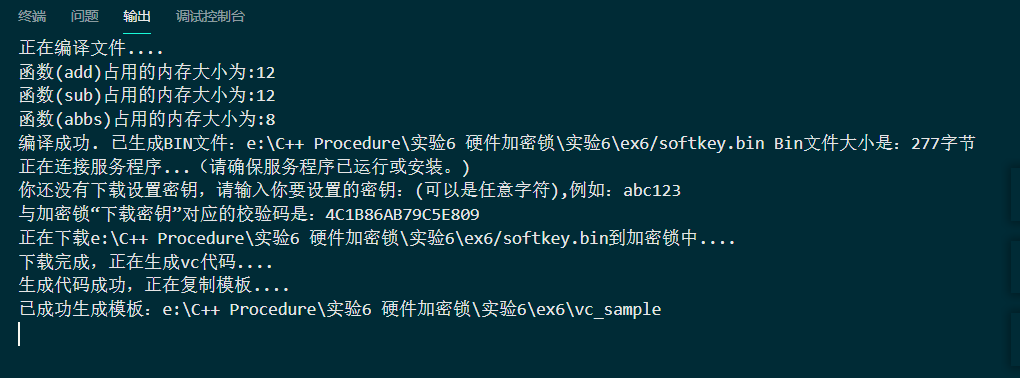 终端 问题 输出 调试控制台
正在编译文件....
函数(add)占用的内存大小为:12
函数(sub)占用的内存大小为:12
函数(abbs)占用的内存大小为:8
编译成功. 已生成BIN文件：e:\C++ Procedure\实验6 硬件加密锁\实验6\ex6/softkey.bin Bin文件大小是：277字节
正在连接服务程序...（请确保服务程序已运行或安装。)
你还没有下载设置密钥，请输入你要设置的密钥：(可以是任意字符),例如：abc123
与加密锁“下载密钥”对应的校验码是：4C1B86AB79C5E809
正在下载e:\C++ Procedure\实验6 硬件加密锁\实验6\ex6/softkey.bin到加密锁中....
下载完成，正在生成vc代码....
生成代码成功，正在复制模板....
已成功生成模板：e:\C++ Procedure\实验6 硬件加密锁\实验6\ex6\vc_sample